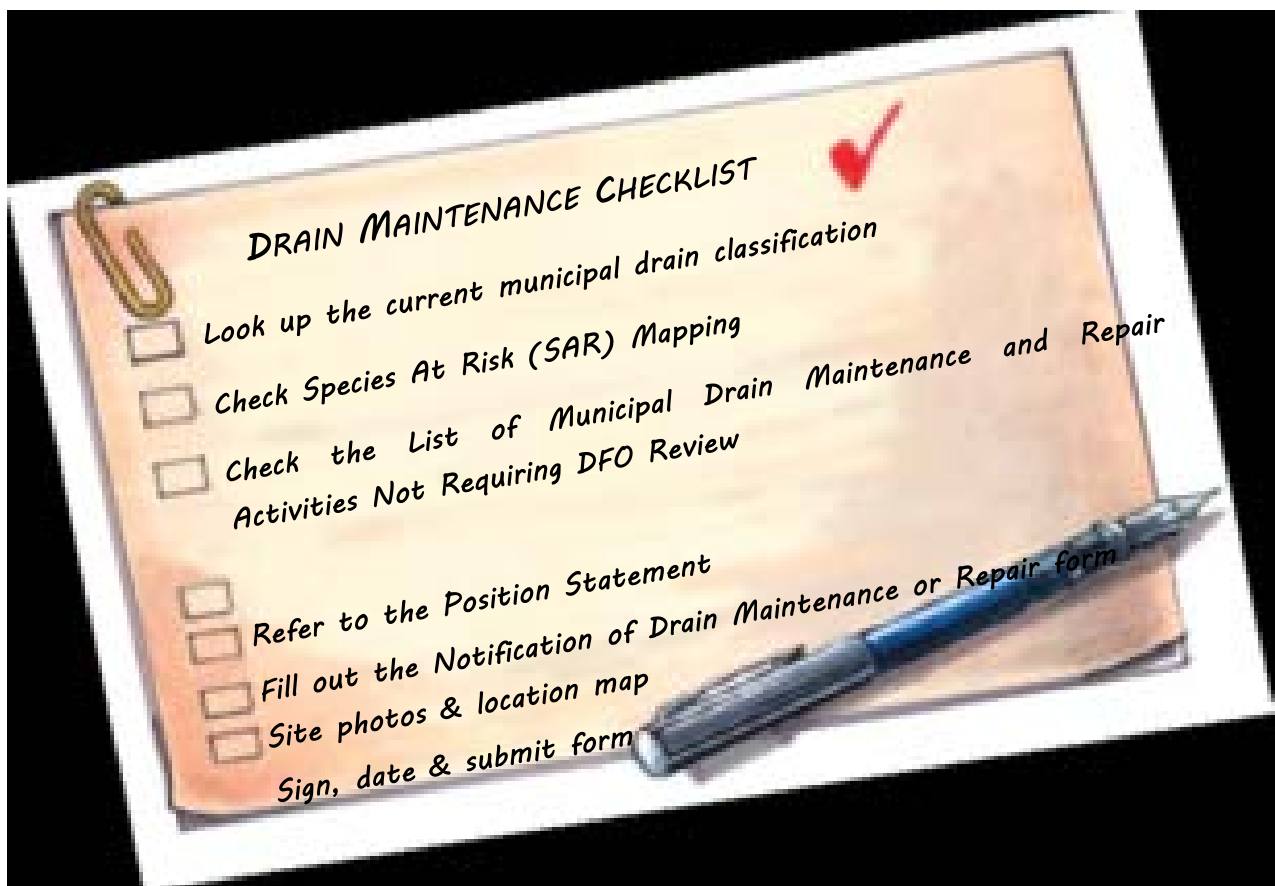 DRAIN MAINTENANCE CHECKLIST
Look up the current municipal drain classification
Check Species At Risk (SAR) Mapping
Check the List of Municipal Drain Maintenance and Repair
Activities Not Requiring DFO Review
Refer to the Position Statement
Fill out the Notification of Drain Maintenance or Repair form
Site photos & location map
Sign, date & submit form